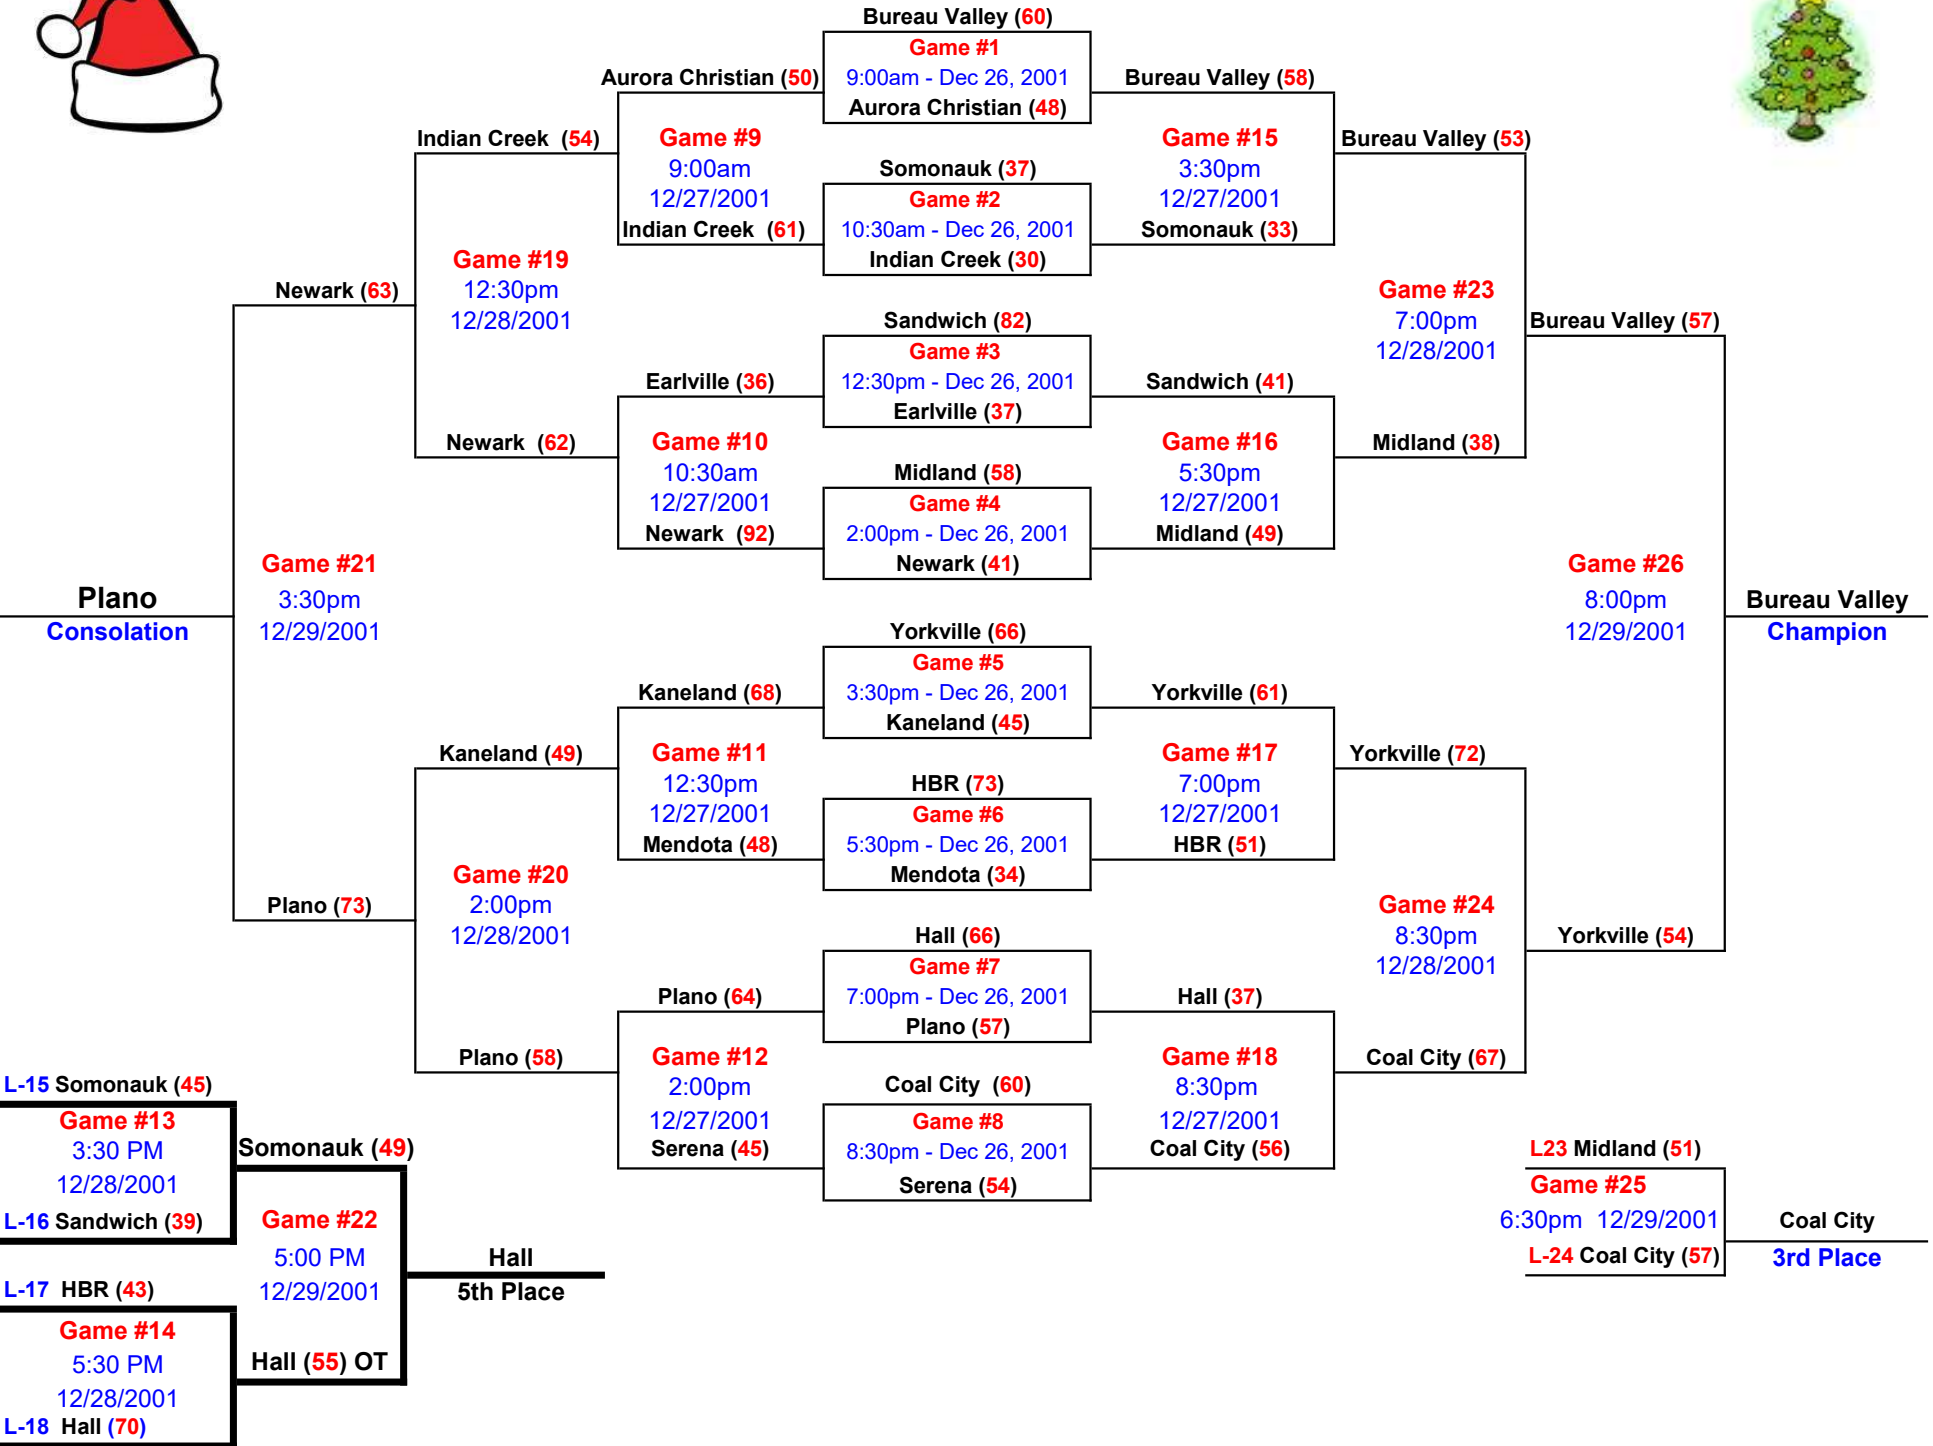 Bureau Valley (60)
Game #1
9:00am - Dec 26, 2001
Aurora Christian (48)
Somonauk (37)
Game #2
10:30am - Dec 26, 2001
Indian Creek (30)
Sandwich (82)
Game #3
12:30pm - Dec 26, 2001
Earlville (37)
Midland (58)
Game #4
2:00pm - Dec 26, 2001
Newark (41)
Yorkville (66)
Game #5
3:30pm - Dec 26, 2001
Kaneland (45)
HBR (73)
Game #6
5:30pm - Dec 26, 2001
Mendota (34)
Hall (66)
Game #7
7:00pm - Dec 26, 2001
Plano (57)
Coal City (60)
Game #8
8:30pm - Dec 26, 2001
Serena (54)
Aurora Christian (50)
Game #9
9:00am
12/27/2001
Indian Creek (61)
Earlville (36)
Game #10
10:30am
12/27/2001
Newark (92)
Kaneland (68)
Game #11
12:30pm
12/27/2001
Mendota (48)
Plano (64)
Game #12
2:00pm
12/27/2001
Serena (45)
Indian Creek (54)
Game #19
12:30pm
12/28/2001
Newark (62)
Kaneland (49)
Game #20
2:00pm
12/28/2001
Plano (58)
Newark (63)
Game #21
3:30pm
12/29/2001
Plano (73)
Plano
Consolation
Bureau Valley (58)
Game #15
3:30pm
12/27/2001
Somonauk (33)
Sandwich (41)
Game #16
5:30pm
12/27/2001
Midland (49)
Yorkville (61)
Game #17
7:00pm
12/27/2001
HBR (51)
Hall (37)
Game #18
8:30pm
12/27/2001
Coal City (56)
Bureau Valley (53)
Game #23
7:00pm
12/28/2001
Midland (38)
Yorkville (72)
Game #24
8:30pm
12/28/2001
Coal City (67)
Bureau Valley (57)
Game #26
8:00pm
12/29/2001
Yorkville (54)
Bureau Valley
Champion
L-15 Somonauk (45)
Game #13
3:30 PM
12/28/2001
L-16 Sandwich (39)
L-17 HBR (43)
Game #14
5:30 PM
12/28/2001
L-18 Hall (70)
Somonauk (49)
Game #22
5:00 PM
12/29/2001
Hall (55) OT
Hall
5th Place
L23 Midland (51)
Game #25
6:30pm 12/29/2001
L-24 Coal City (57)
Coal City
3rd Place